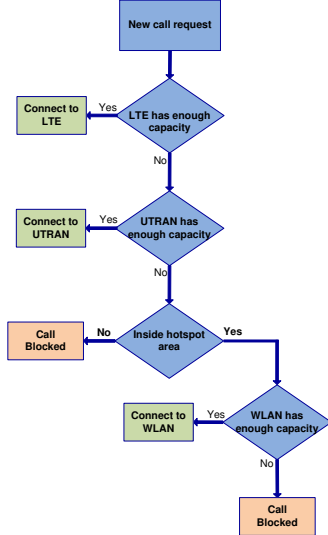 New call request
LTE has enough
capacity
Yes
Connect to
LTE
No
UTRAN has
enough capacity
Yes
Connect to
UTRAN
No
Inside hotspot
area
No
Call
Blocked
Yes
WLAN has
enough capacity
Yes
Connect to
WLAN
No
Call
Blocked